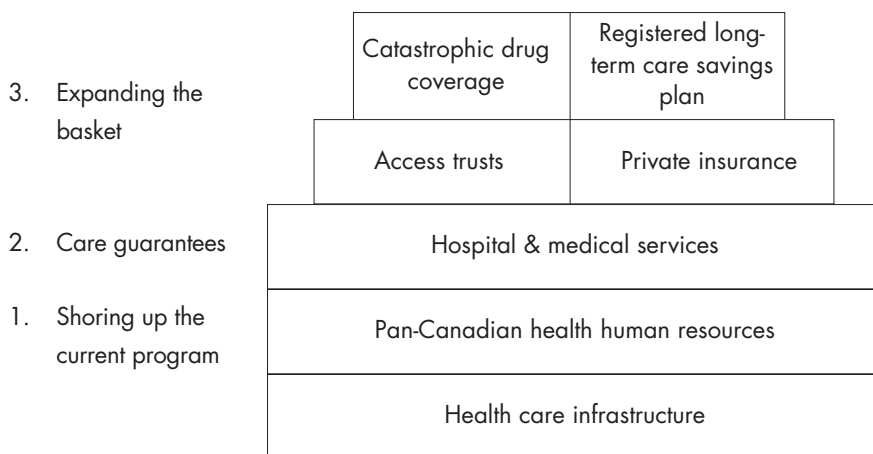 3. Expanding the
basket
Catastrophic drug
coverage
Registered long-
term care savings
plan
Access trusts
Private insurance
2. Care guarantees
Hospital & medical services
1. Shoring up the
current program
Pan-Canadian health human resources
Health care infrastructure